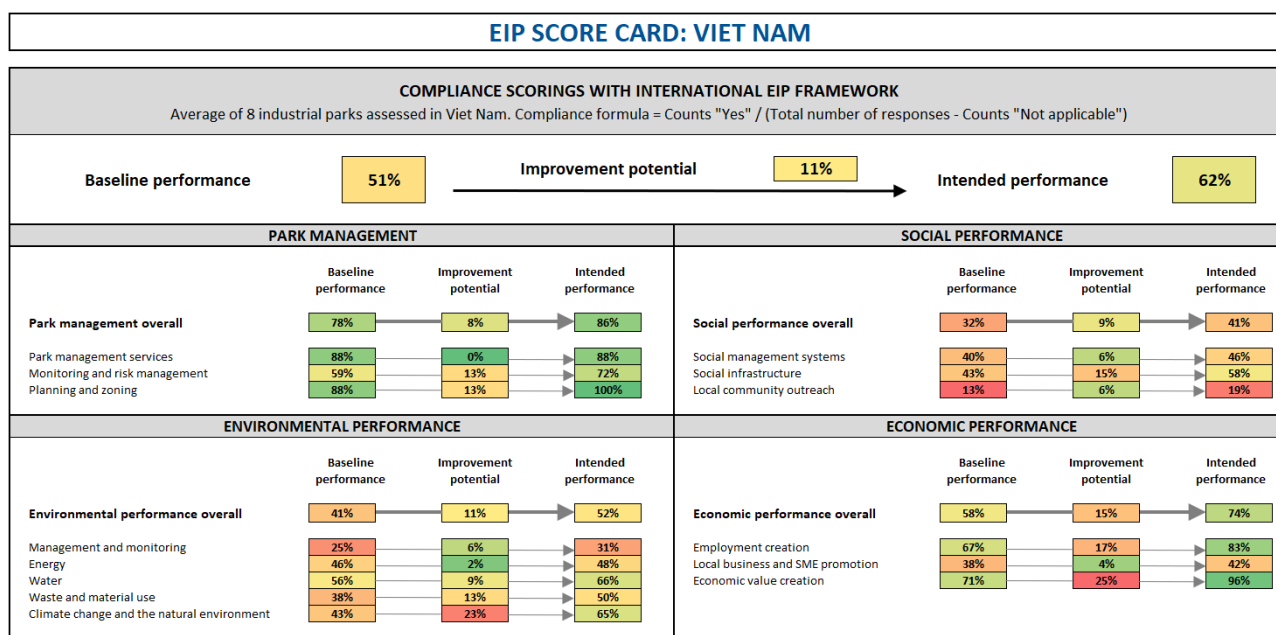 EIP SCORE CARD: VIET NAM
COMPLIANCE SCORINGS WITH INTERNATIONAL EIP FRAMEWORK
Average of 8 industrial parks assessed in Viet Nam. Compliance formula = Counts "Yes" / (Total number of responses - Counts "Not applicable")
Baseline performance 51% Improvement potential 11% Intended performance 62%
PARK MANAGEMENT
Baseline performance Improvement potential Intended performance
Park management overall 78% 8% 86%
Park management services 88% 0% 88%
Monitoring and risk management 59% 13% 72%
Planning and zoning 88% 13% 100%
SOCIAL PERFORMANCE
Baseline performance Improvement potential Intended performance
Social performance overall 32% 9% 41%
Social management systems 40% 6% 46%
Social infrastructure 43% 15% 58%
Local community outreach 13% 6% 19%
ENVIRONMENTAL PERFORMANCE
Baseline performance Improvement potential Intended performance
Environmental performance overall 41% 11% 52%
Management and monitoring 25% 6% 31%
Energy 46% 2% 48%
Water 56% 9% 66%
Waste and material use 38% 13% 50%
Climate change and the natural environment 43% 23% 65%
ECONOMIC PERFORMANCE
Baseline performance Improvement potential Intended performance
Economic performance overall 58% 15% 74%
Employment creation 67% 17% 83%
Local business and SME promotion 38% 4% 42%
Economic value creation 71% 25% 96%